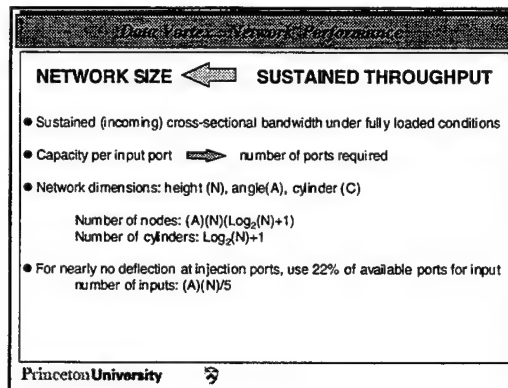 Data Vortex - Network Performance
NETWORK SIZE SUSTAINED THROUGHPUT
● Sustained (incoming) cross-sectional bandwidth under fully loaded conditions
● Capacity per input port number of ports required
● Network dimensions: height (N), angle(A), cylinder (C)
Number of nodes: (A)(N)(Log₂(N)+1)
Number of cylinders: Log₂(N)+1
● For nearly no deflection at injection ports, use 22% of available ports for input
number of inputs: (A)(N)/5
Princeton University